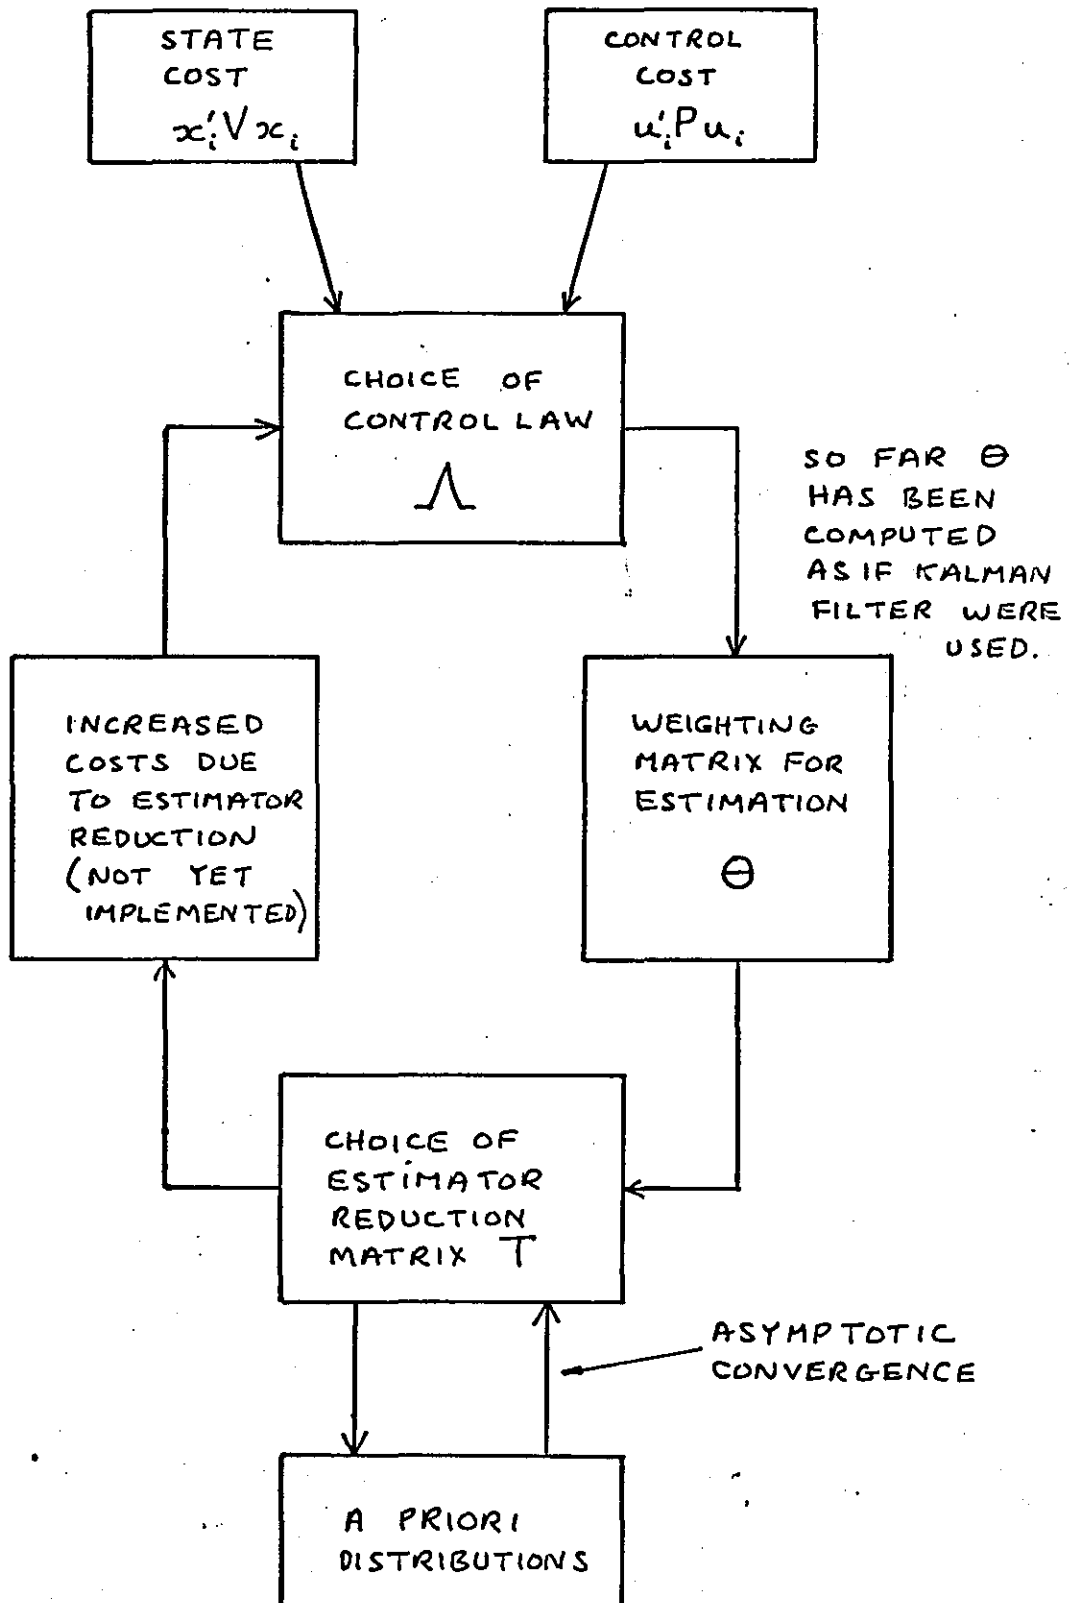 STATE
COST
x'ᵢVxᵢ
CONTROL
COST
u'ᵢPuᵢ
CHOICE OF
CONTROL LAW
Λ
SO FAR Θ
HAS BEEN
COMPUTED
AS IF KALMAN
FILTER WERE
USED.
INCREASED
COSTS DUE
TO ESTIMATOR
REDUCTION
(NOT YET
IMPLEMENTED)
WEIGHTING
MATRIX FOR
ESTIMATION
Θ
CHOICE OF
ESTIMATOR
REDUCTION
MATRIX T
ASYMPTOTIC
CONVERGENCE
A PRIORI
DISTRIBUTIONS